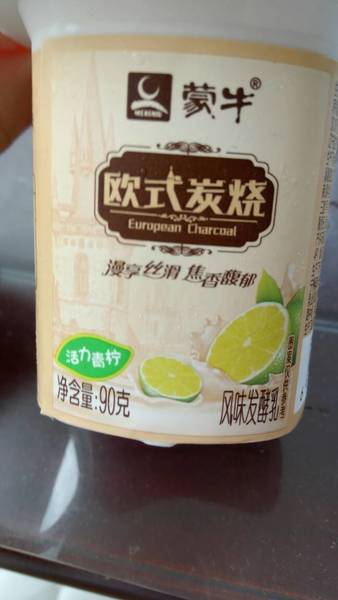 蒙牛®
MENGNIU
欧式炭烧
European Charcoal
漫享丝滑 焦香馥郁
活力青柠
净含量:90克
风味发酵乳